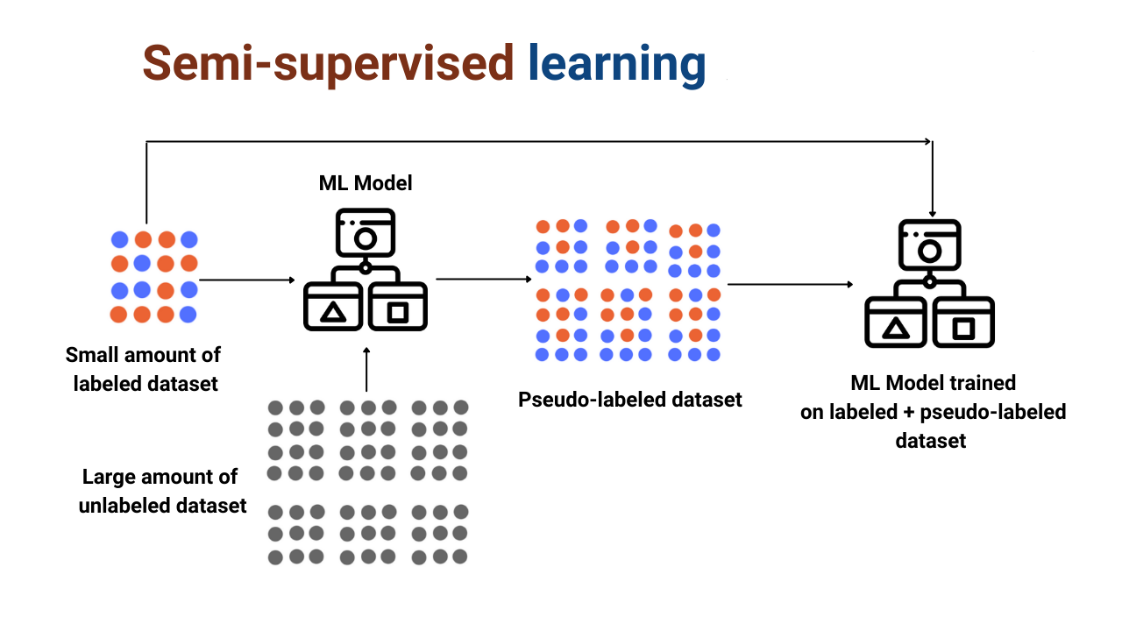 Semi-supervised learning
ML Model
Small amount of
labeled dataset
Large amount of
unlabeled dataset
Pseudo-labeled dataset
ML Model trained
on labeled + pseudo-labeled
dataset